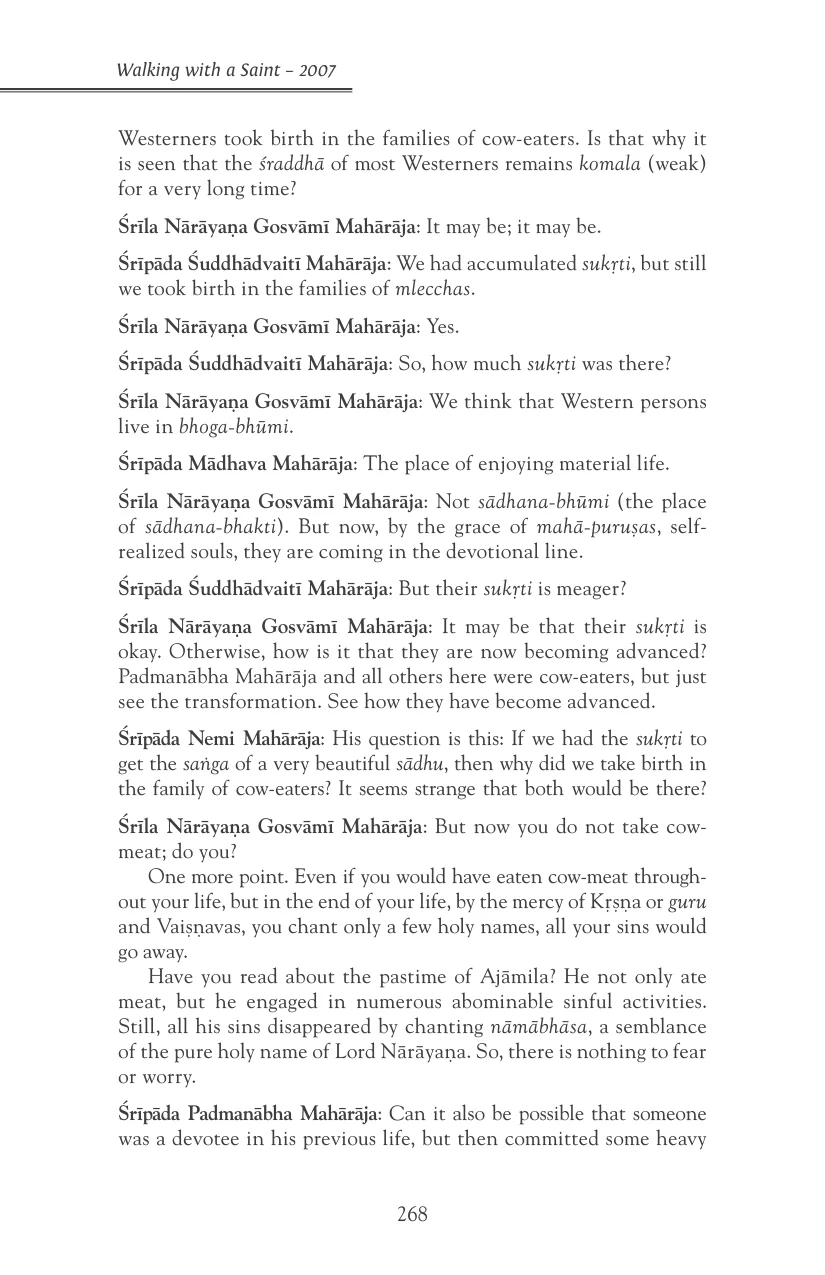 Walking with a Saint – 2007
Westerners took birth in the families of cow-eaters. Is that why it
is seen that the śraddhā of most Westerners remains komala (weak)
for a very long time?
Śrīla Nārāyaṇa Gosvāmī Mahārāja: It may be; it may be.
Śrīpāda Śuddhādvaitī Mahārāja: We had accumulated sukṛti, but still
we took birth in the families of mlecchas.
Śrīla Nārāyaṇa Gosvāmī Mahārāja: Yes.
Śrīpāda Śuddhādvaitī Mahārāja: So, how much sukṛti was there?
Śrīla Nārāyaṇa Gosvāmī Mahārāja: We think that Western persons
live in bhoga-bhūmi.
Śrīpāda Mādhava Mahārāja: The place of enjoying material life.
Śrīla Nārāyaṇa Gosvāmī Mahārāja: Not sādhana-bhūmi (the place
of sādhana-bhakti). But now, by the grace of mahā-puruṣas, self-
realized souls, they are coming in the devotional line.
Śrīpāda Śuddhādvaitī Mahārāja: But their sukṛti is meager?
Śrīla Nārāyaṇa Gosvāmī Mahārāja: It may be that their sukṛti is
okay. Otherwise, how is it that they are now becoming advanced?
Padmanābha Mahārāja and all others here were cow-eaters, but just
see the transformation. See how they have become advanced.
Śrīpāda Nemi Mahārāja: His question is this: If we had the sukṛti to
get the saṅga of a very beautiful sādhu, then why did we take birth in
the family of cow-eaters? It seems strange that both would be there?
Śrīla Nārāyaṇa Gosvāmī Mahārāja: But now you do not take cow-
meat; do you?
One more point. Even if you would have eaten cow-meat through-
out your life, but in the end of your life, by the mercy of Kṛṣṇa or guru
and Vaiṣṇavas, you chant only a few holy names, all your sins would
go away.
Have you read about the pastime of Ajāmila? He not only ate
meat, but he engaged in numerous abominable sinful activities.
Still, all his sins disappeared by chanting nāmābhāsa, a semblance
of the pure holy name of Lord Nārāyaṇa. So, there is nothing to fear
or worry.
Śrīpāda Padmanābha Mahārāja: Can it also be possible that someone
was a devotee in his previous life, but then committed some heavy
268